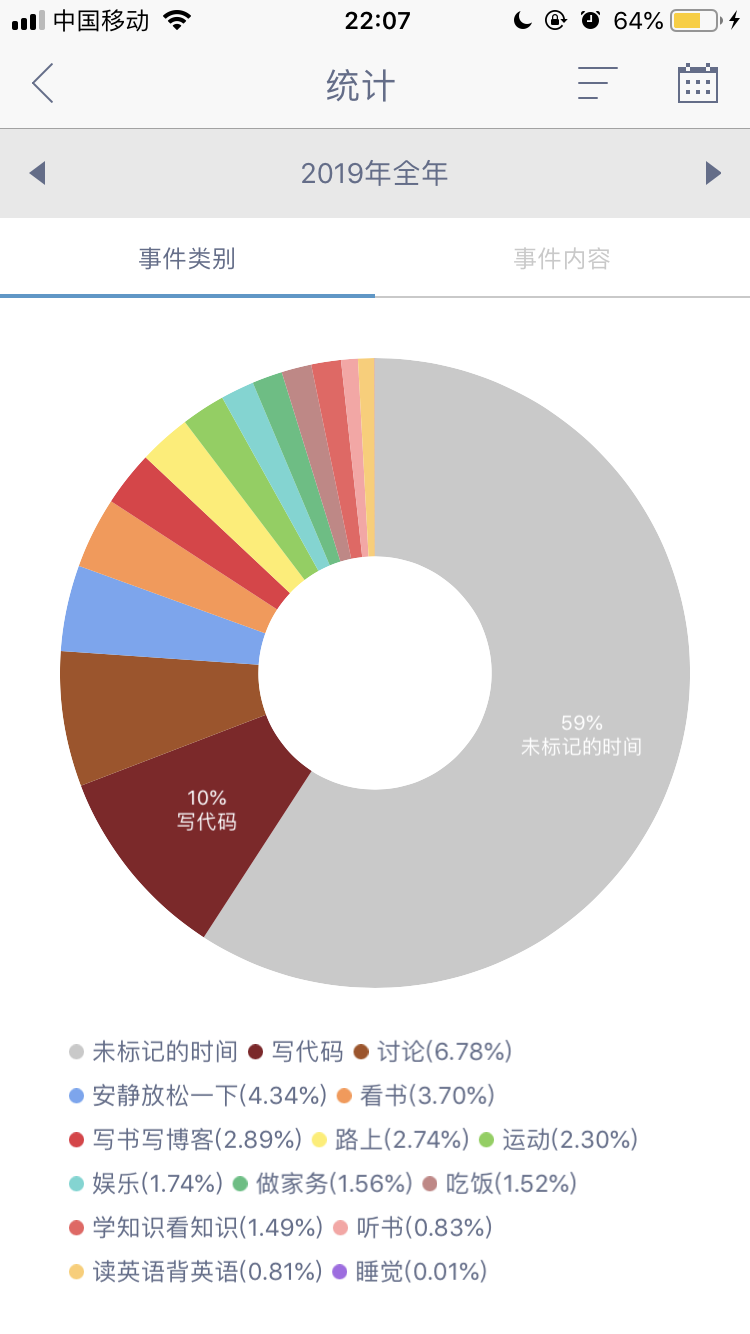 中国移动 22:07 64%
统计
2019年全年
事件类别 事件内容
59%
未标记的时间
10%
写代码
未标记的时间 写代码 讨论(6.78%)
安静放松一下(4.34%) 看书(3.70%)
写书写博客(2.89%) 路上(2.74%) 运动(2.30%)
娱乐(1.74%) 做家务(1.56%) 吃饭(1.52%)
学知识看知识(1.49%) 听书(0.83%)
读英语背英语(0.81%) 睡觉(0.01%)